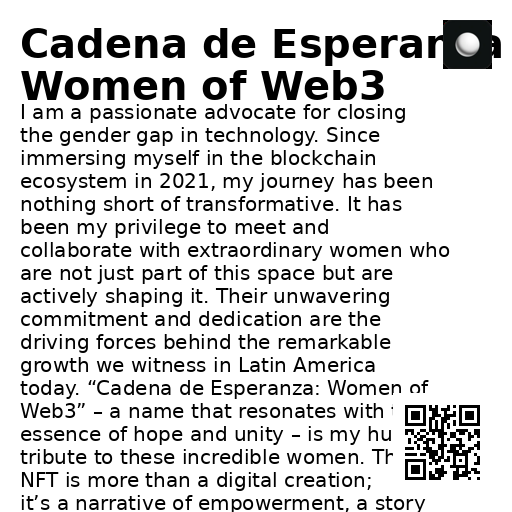 Cadena de Esperanza
Women of Web3
I am a passionate advocate for closing
the gender gap in technology. Since
immersing myself in the blockchain
ecosystem in 2021, my journey has been
nothing short of transformative. It has
been my privilege to meet and
collaborate with extraordinary women who
are not just part of this space but are
actively shaping it. Their unwavering
commitment and dedication are the
driving forces behind the remarkable
growth we witness in Latin America
today. “Cadena de Esperanza: Women of
Web3” – a name that resonates with
essence of hope and unity – is my
tribute to these incredible women.
NFT is more than a digital creation;
it’s a narrative of empowerment, a story